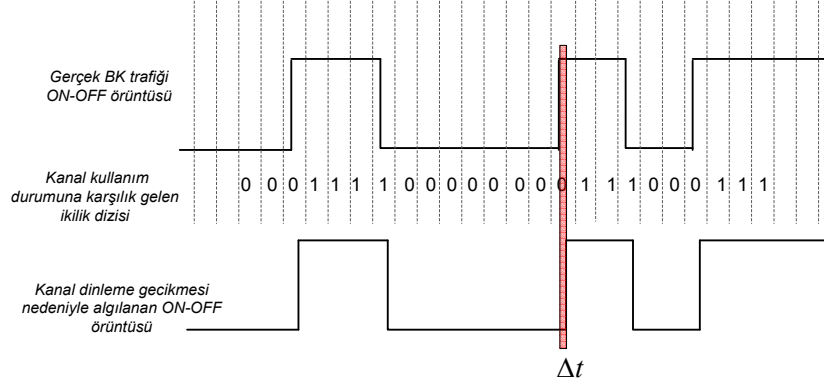 Gerçek BK trafiği
ON-OFF örüntüsü
Kanal kullanım
durumuna karşılık gelen
ikilik dizisi
0 0 0 1 1 1 1 0 0 0 0 0 0 0 0 1 1 1 0 0 0 1 1 1
Kanal dinleme gecikmesi
nedeniyle algılanan ON-OFF
örüntüsü
Δt